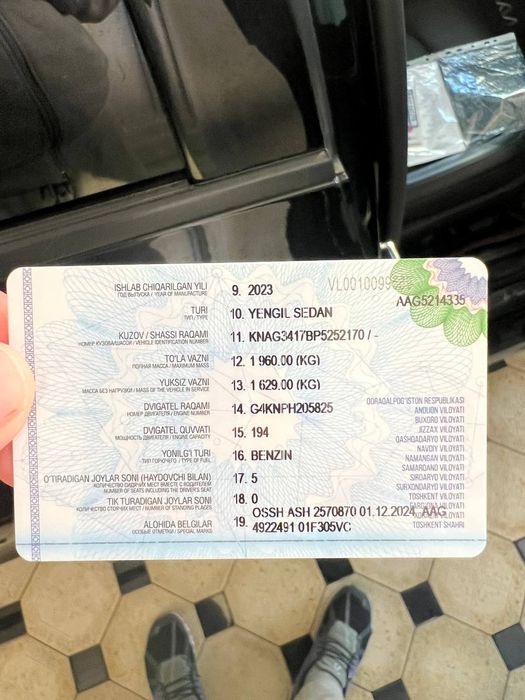 VL0010099
AAG5214335
ISHLAB CHIQARILGAN YILI 9. 2023
ГОД ВЫПУСКА / YEAR OF MANUFACTURE
TURI 10. YENGIL SEDAN
ТИП / TYPE
KUZOV / SHASSI RAQAMI 11. KNAG3417BP5252170 / -
НОМЕР КУЗОВА/ШАССИ / VEHICLE IDENTIFICATION NUMBER
TO'LA VAZNI 12. 1 960.00 (KG)
ПОЛНАЯ МАССА / MAXIMUM MASS
YUKSIZ VAZNI 13. 1 629.00 (KG)
МАССА БЕЗ НАГРУЗКИ / MASS OF THE VEHICLE IN SERVICE
DVIGATEL RAQAMI 14. G4KNPH205825
НОМЕР ДВИГАТЕЛЯ / ENGINE NUMBER
DVIGATEL QUVVATI 15. 194
МОЩНОСТЬ ДВИГАТЕЛЯ / ENGINE CAPACITY
YONILG'I TURI 16. BENZIN
ТИП ГОРЮЧЕГО / TYPE OF FUEL
O'TIRADIGAN JOYLAR SONI (HAYDOVCHI BILAN) 17. 5
КОЛИЧЕСТВО СИДЯЧИХ МЕСТ С ВОДИТЕЛЕМ
NUMBER OF SEATS INCLUDING THE DRIVER'S SEAT
TIK TURADIGAN JOYLAR SONI 18. 0
КОЛИЧЕСТВО СТОЯЧИХ МЕСТ / NUMBER OF STANDING PLACES
ALOHIDA BELGILAR 19. OSSH ASH 2570870 01.12.2024, AAG
4922491 01F305VC
ОСОБЫЕ ОТМЕТКИ / SPECIAL MARKS
QORAQALPOG'ISTON RESPUBLIKASI
ANDIJON VILOYATI
BUXORO VILOYATI
JIZZAX VILOYATI
QASHQADARYO VILOYATI
NAVOIY VILOYATI
NAMANGAN VILOYATI
SAMARQAND VILOYATI
SIRDARYO VILOYATI
SURXONDARYO VILOYATI
TOSHKENT VILOYATI
FARG'ONA VILOYATI
XORAZM VILOYATI
TOSHKENT SHAHRI